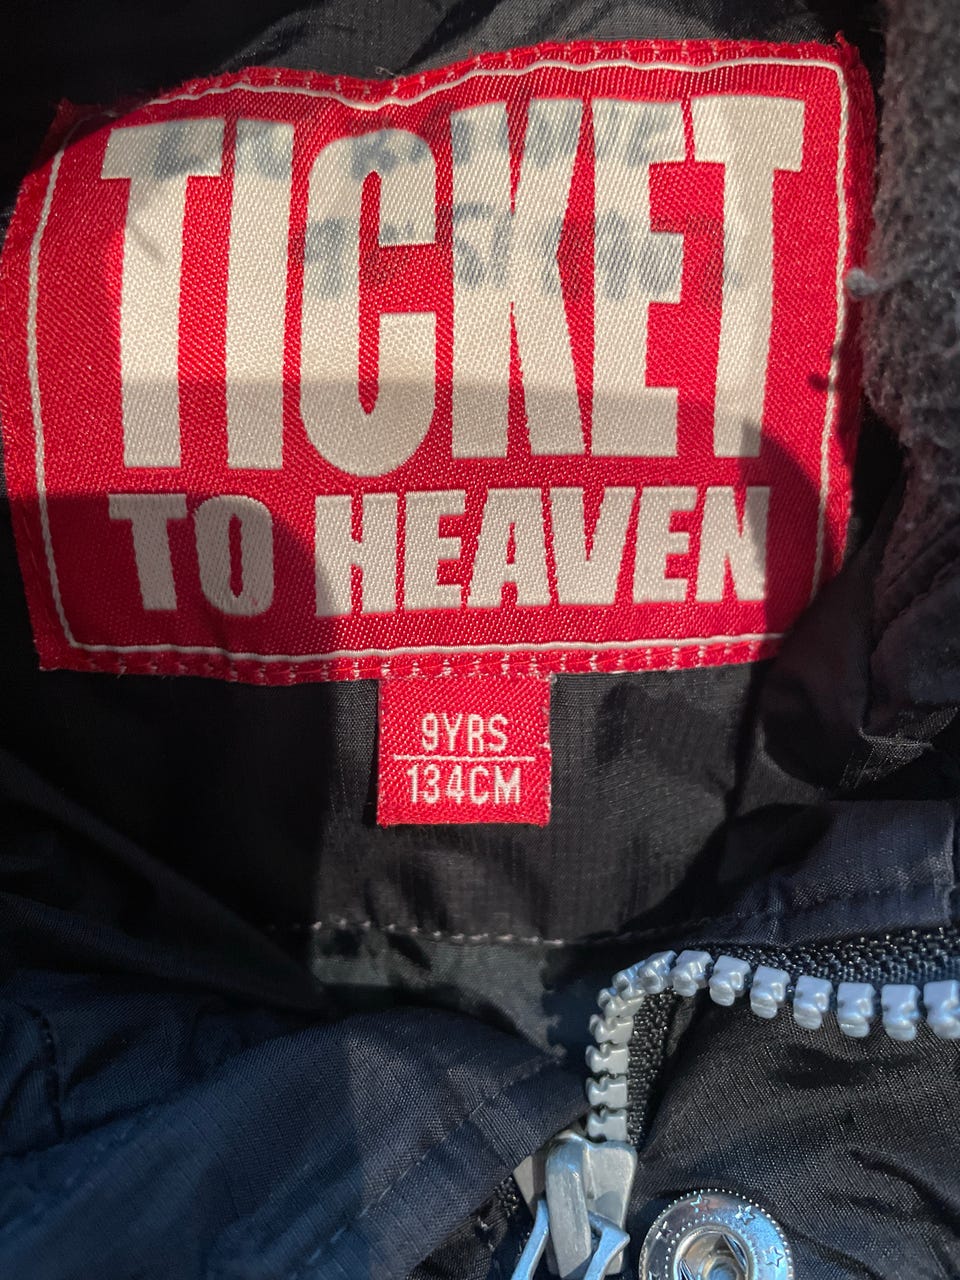 TICKET
TO HEAVEN
9YRS
134CM